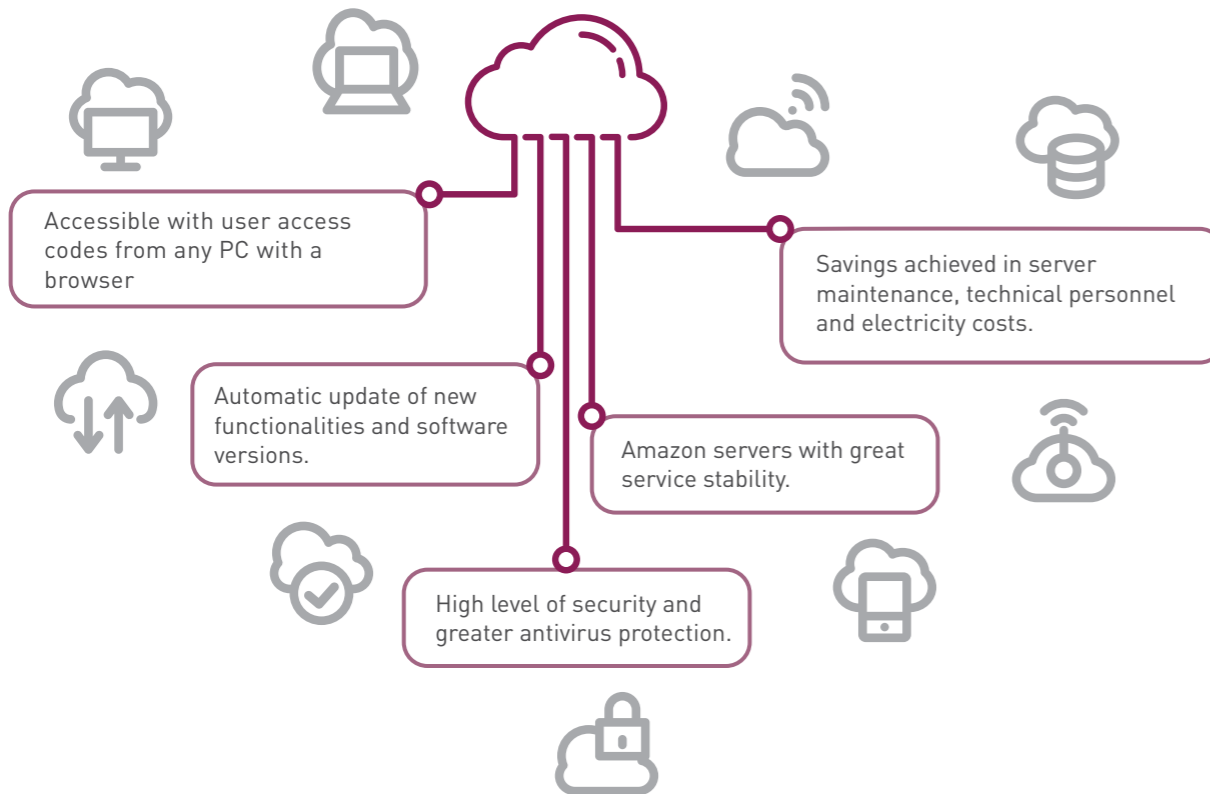 Accessible with user access
codes from any PC with a
browser
Savings achieved in server
maintenance, technical personnel
and electricity costs.
Automatic update of new
functionalities and software
versions.
Amazon servers with great
service stability.
High level of security and
greater antivirus protection.